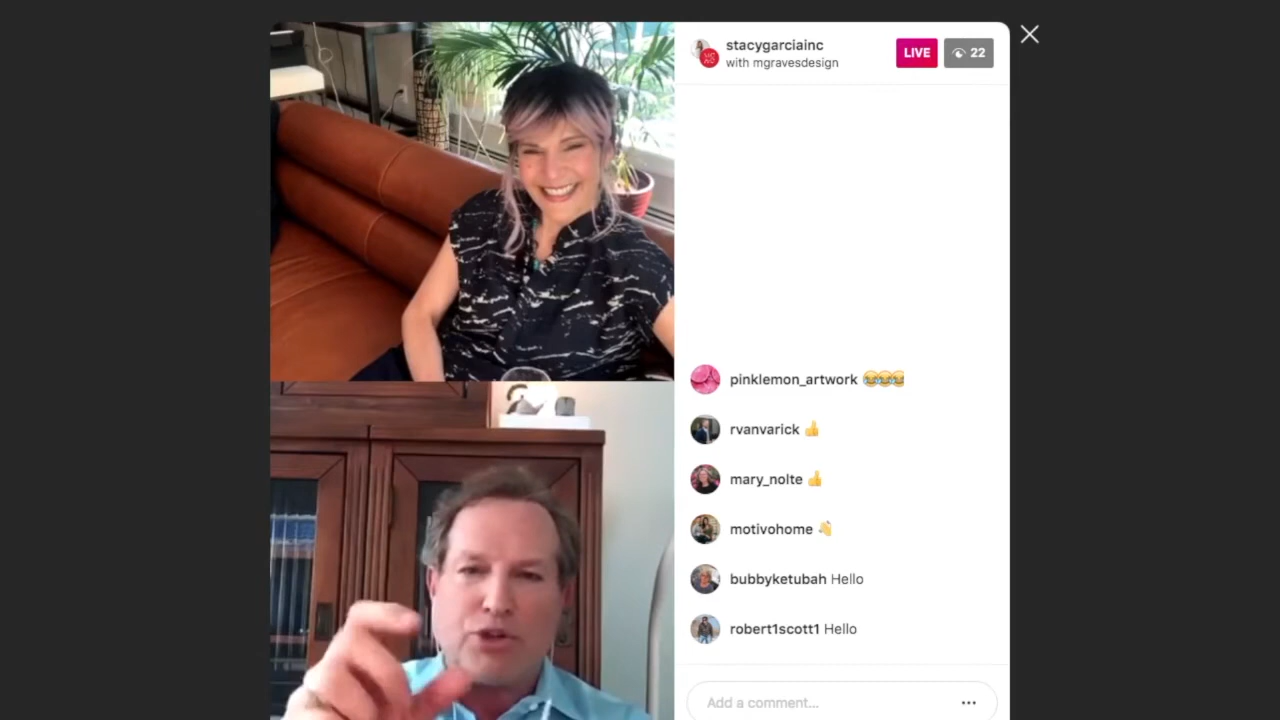 stacygarciainc
with mgravesdesign
LIVE
22
pinklemon_artwork 😂😂😂
rvanvarick 👍
mary_nolte 👍
motivohome 👋
bubbyketubah Hello
robert1scott1 Hello
Add a comment...